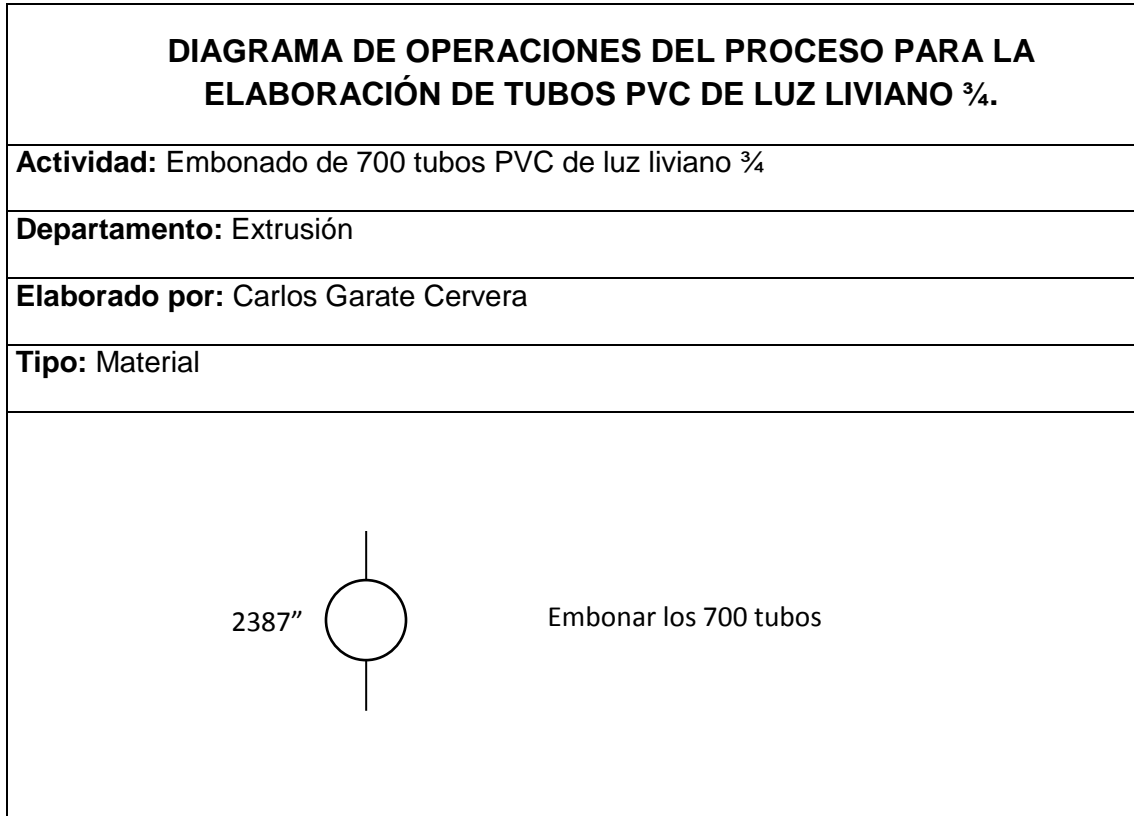 DIAGRAMA DE OPERACIONES DEL PROCESO PARA LA
ELABORACIÓN DE TUBOS PVC DE LUZ LIVIANO ¾.
Actividad: Embonado de 700 tubos PVC de luz liviano ¾
Departamento: Extrusión
Elaborado por: Carlos Garate Cervera
Tipo: Material
2387” Embonar los 700 tubos